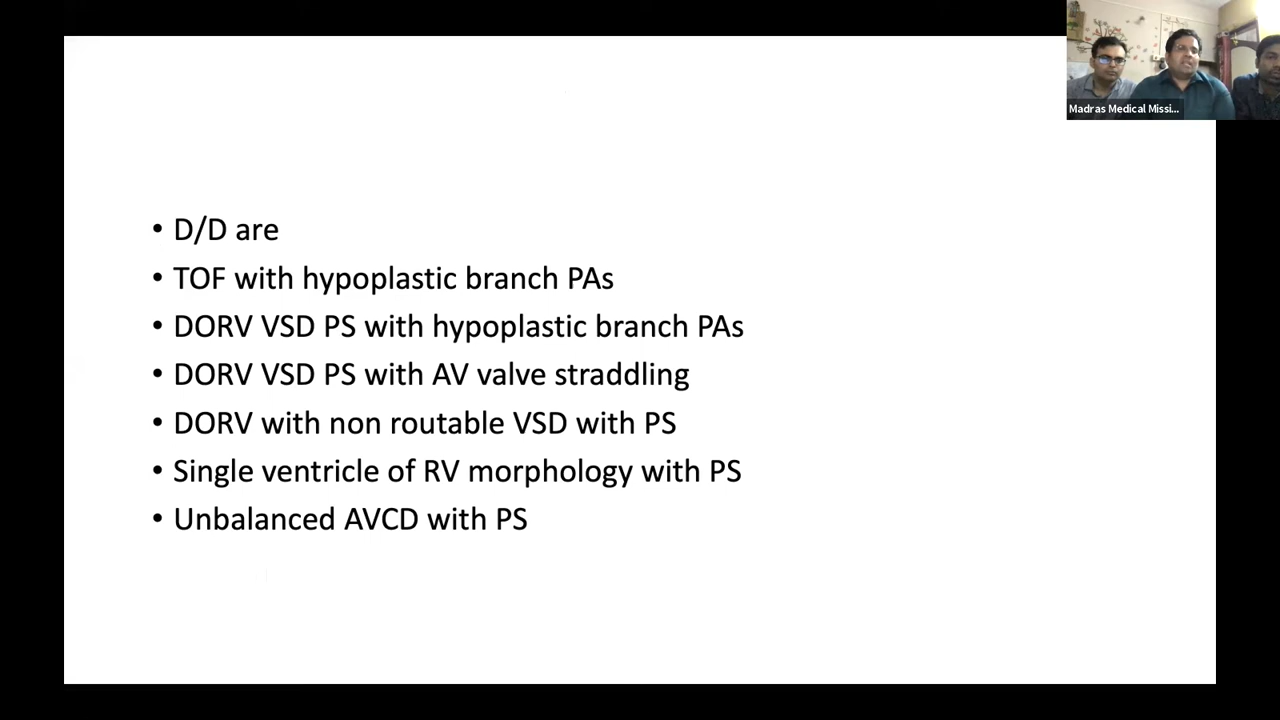 Madras Medical Missi...
• D/D are
• TOF with hypoplastic branch PAs
• DORV VSD PS with hypoplastic branch PAs
• DORV VSD PS with AV valve straddling
• DORV with non routable VSD with PS
• Single ventricle of RV morphology with PS
• Unbalanced AVCD with PS